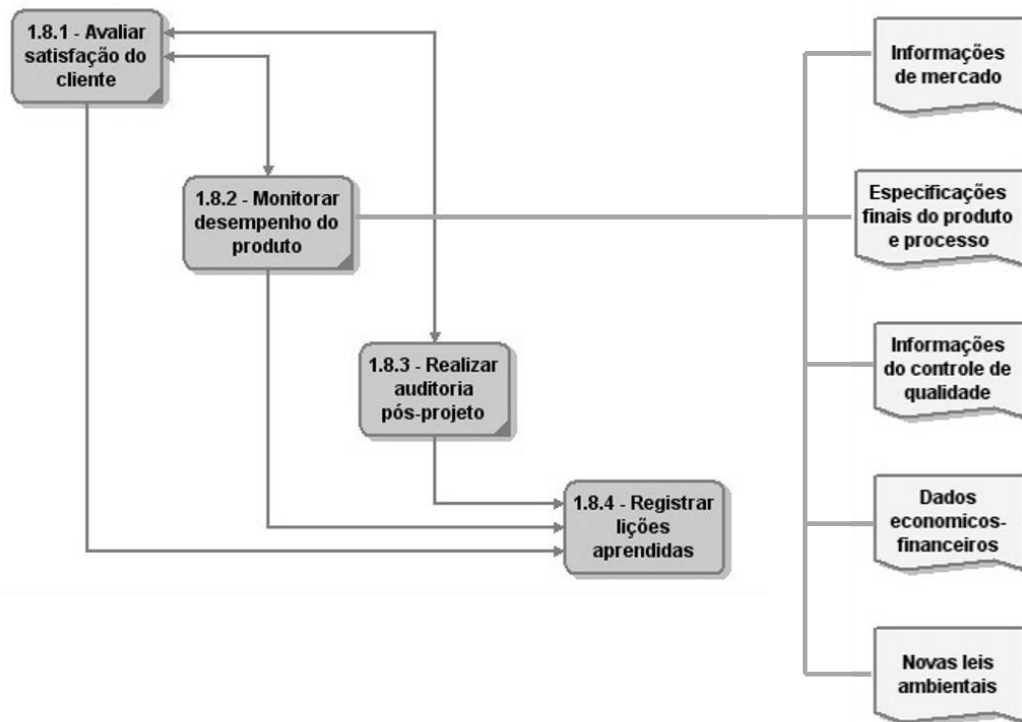 1.8.1 - Avaliar
satisfação do
cliente
1.8.2 - Monitorar
desempenho do
produto
1.8.3 - Realizar
auditoria
pós-projeto
1.8.4 - Registrar
lições
aprendidas
Informações
de mercado
Especificações
finais do produto
e processo
Informações
do controle de
qualidade
Dados
economicos-
financeiros
Novas leis
ambientais